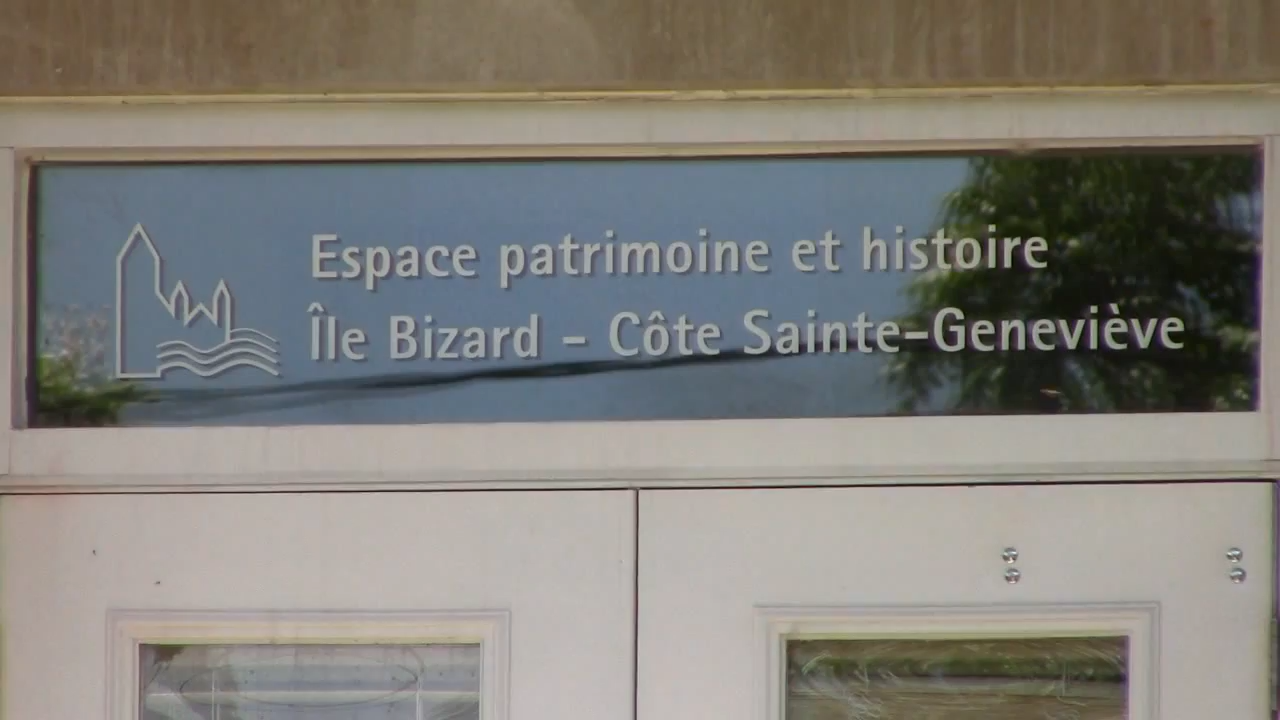 Espace patrimoine et histoire
Île Bizard – Côte Sainte-Geneviève